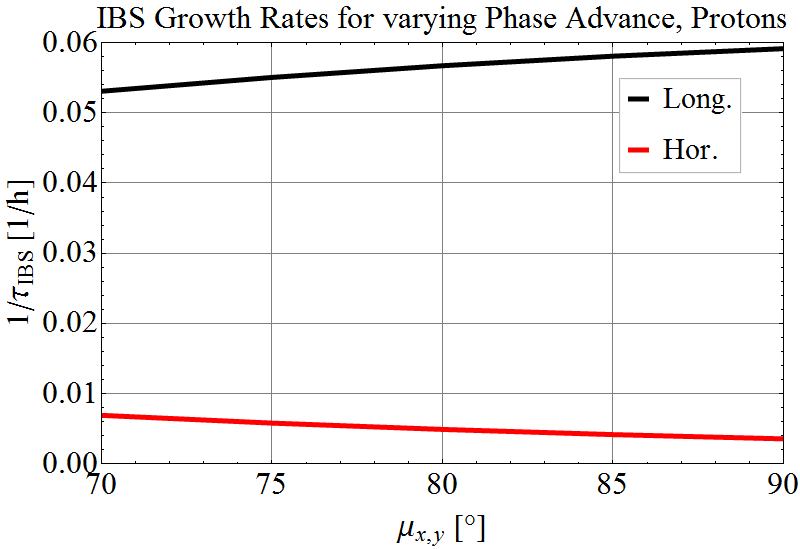 IBS Growth Rates for varying Phase Advance, Protons
0.06
0.05
0.04
0.03
0.02
0.01
0.00
1/τIBS [1/h]
Long.
Hor.
70 75 80 85 90
μx,y [°]